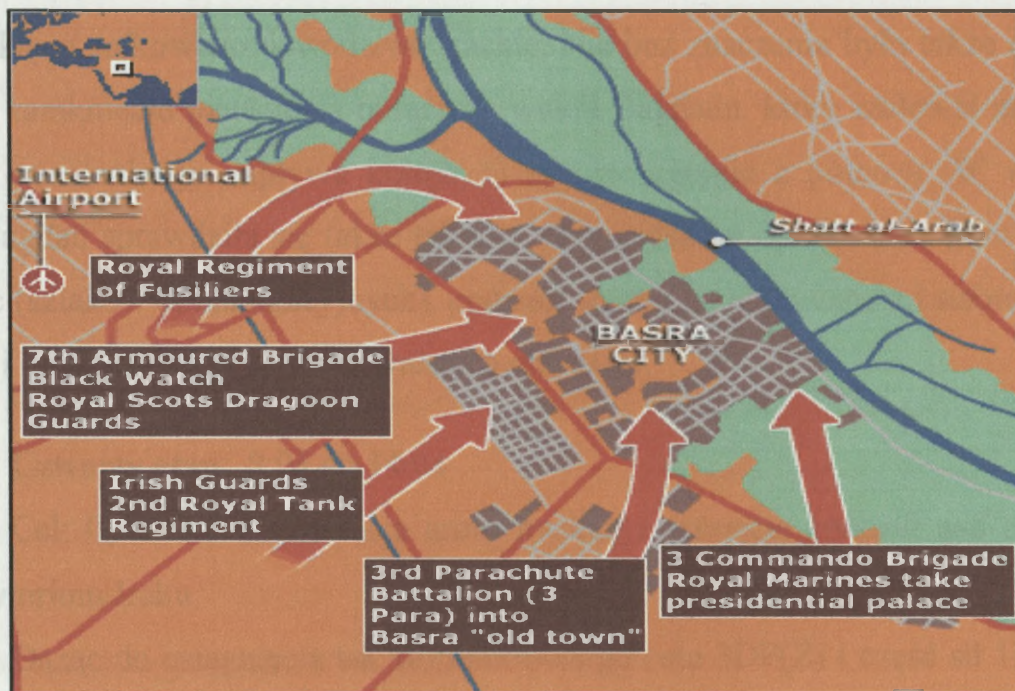 International
Airport
Shatt al-Arab
Royal Regiment
of Fusiliers
BASRA
CITY
7th Armoured Brigade
Black Watch
Royal Scots Dragoon
Guards
Irish Guards
2nd Royal Tank
Regiment
3rd Parachute
Battalion (3
Para) into
Basra "old town"
3 Commando Brigade
Royal Marines take
presidential palace